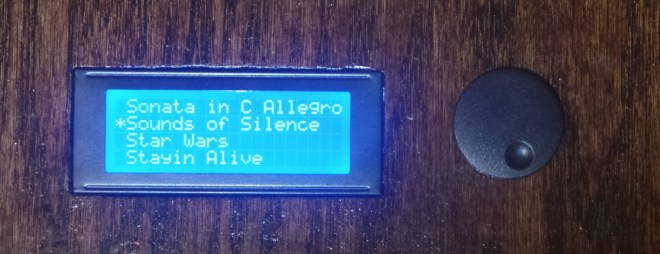 Sonata in C Allegro
*Sounds of Silence
Star Wars
Stayin Alive